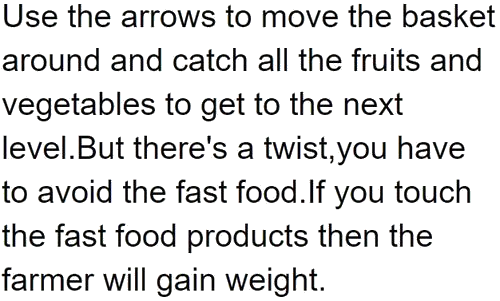 Use the arrows to move the basket
around and catch all the fruits and
vegetables to get to the next
level.But there's a twist,you have
to avoid the fast food.If you touch
the fast food products then the
farmer will gain weight.